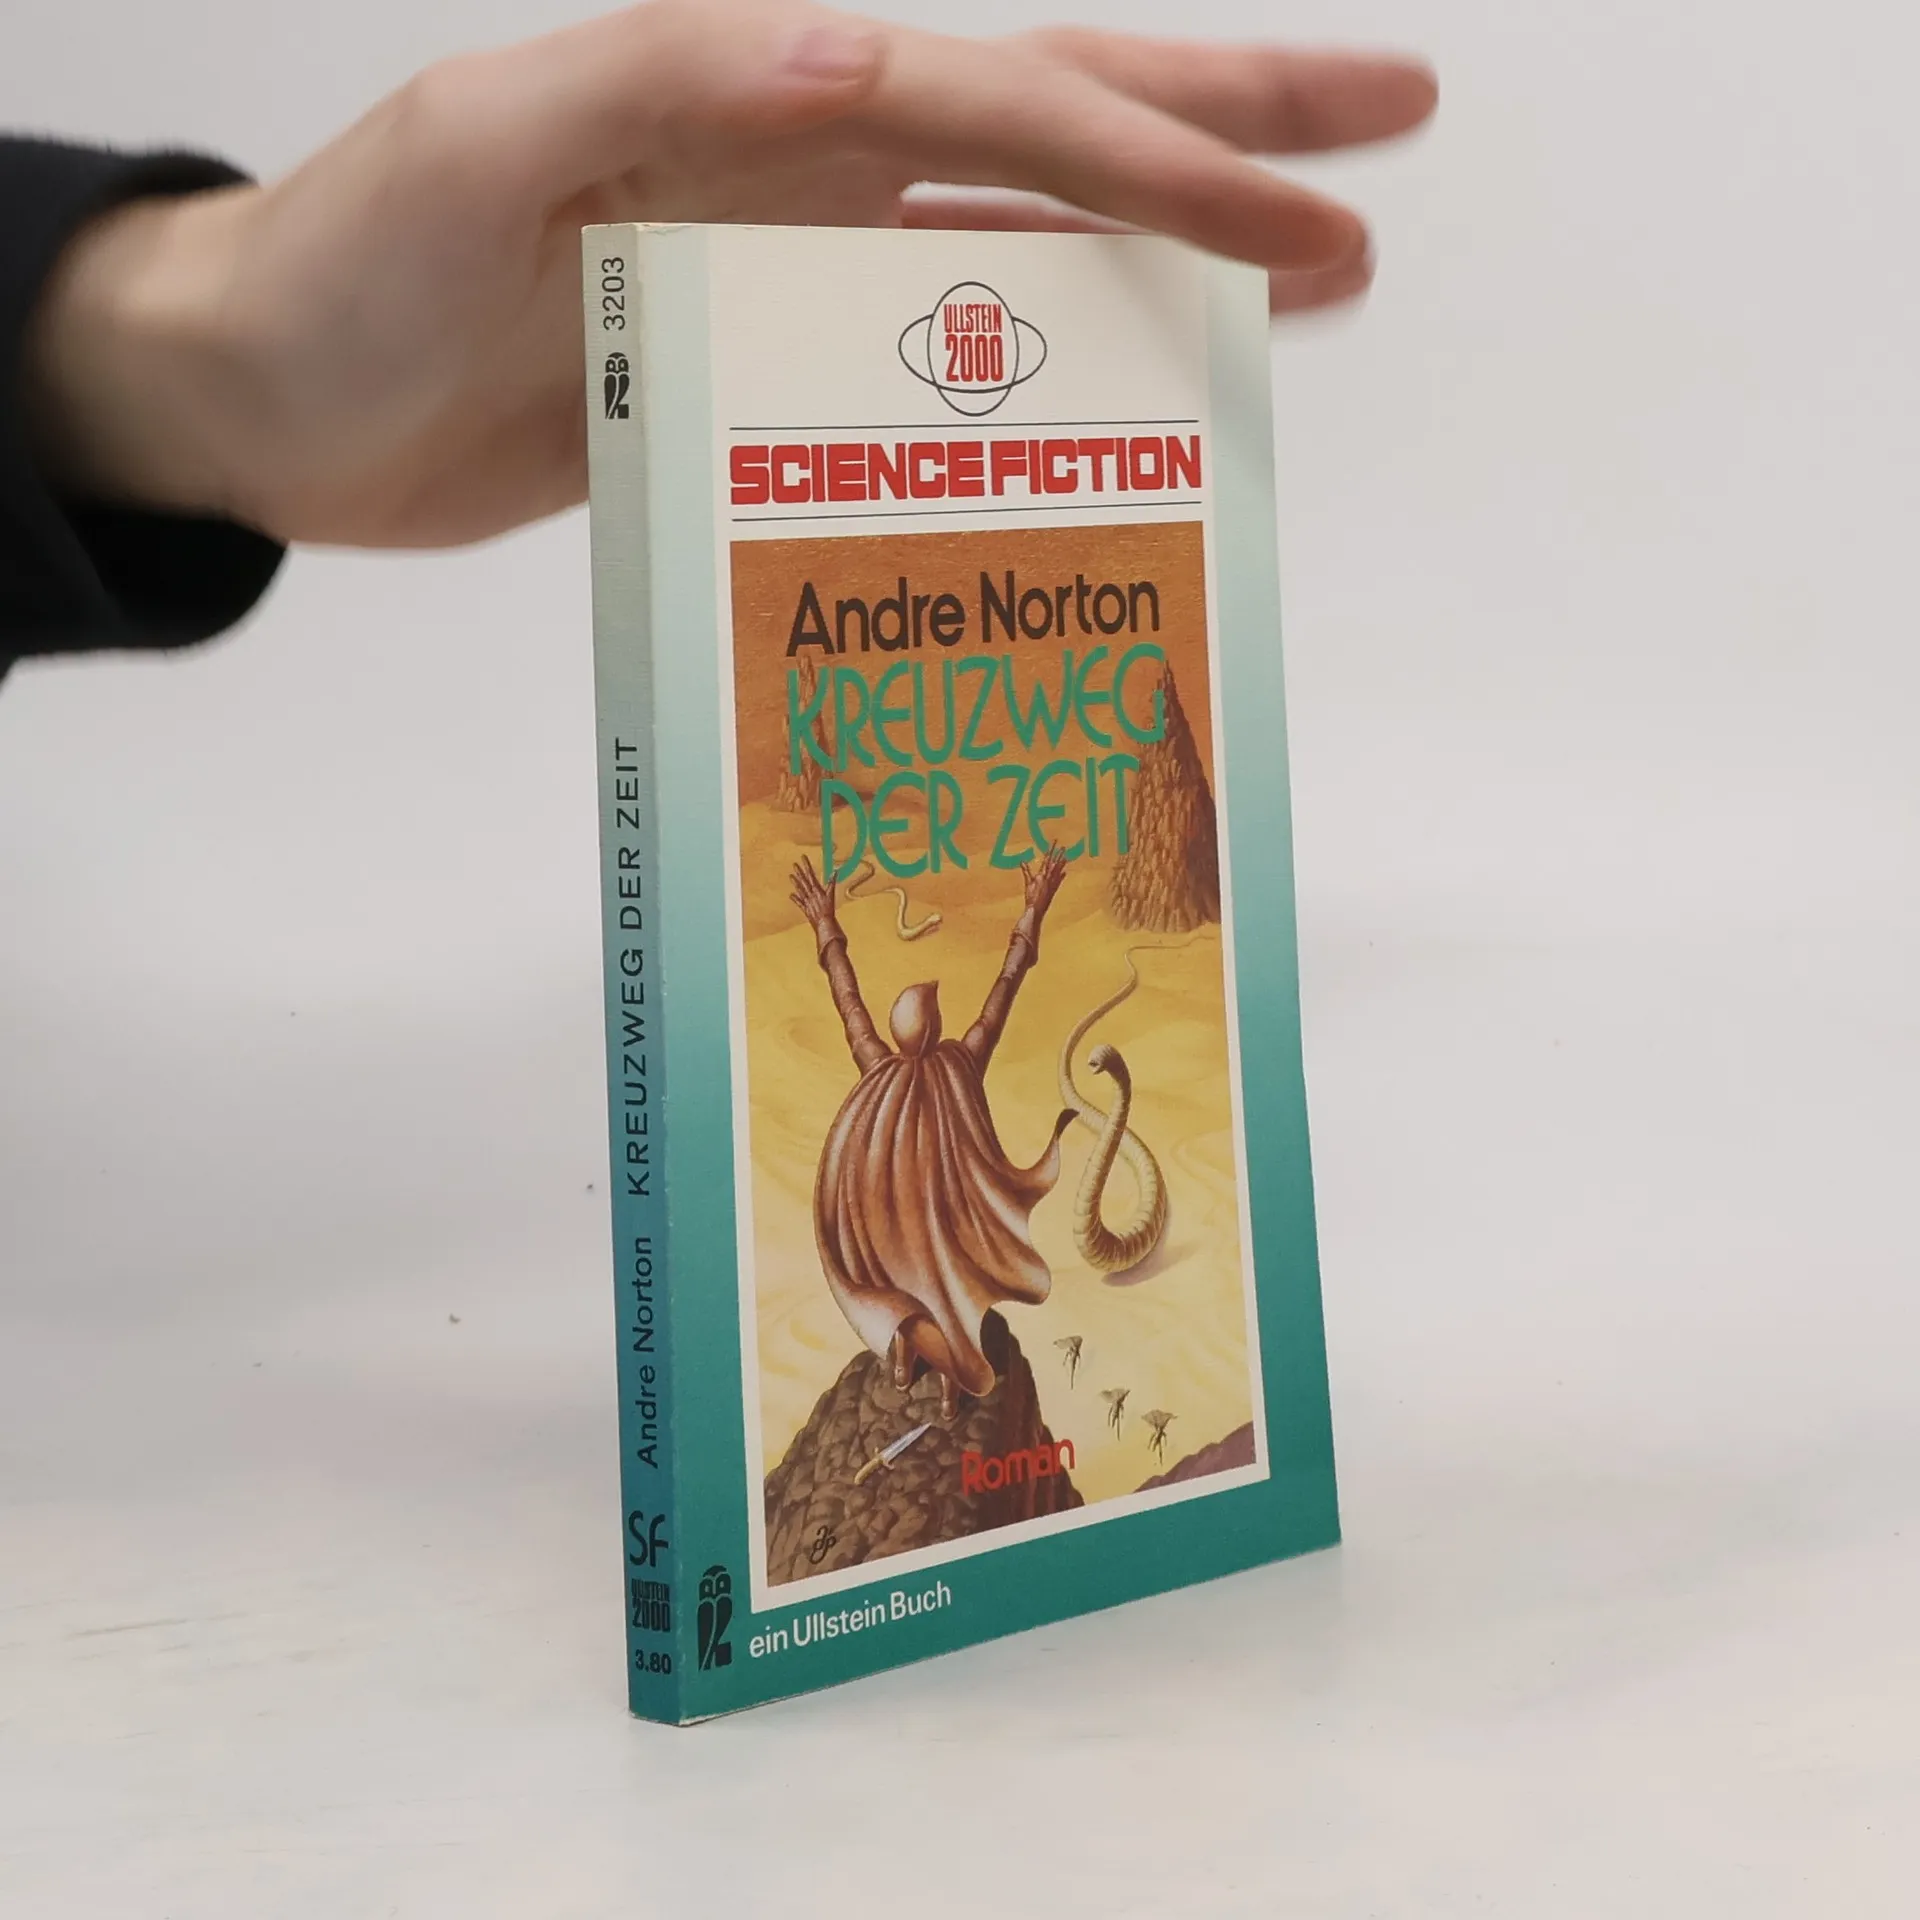 3203
KREUZWEG DER ZEIT
Andre Norton
SF
ULLSTEIN
2000
3.80
ULLSTEIN
2000
SCIENCE FICTION
Andre Norton
KREUZWEG
DER ZEIT
Roman
ein Ullstein Buch